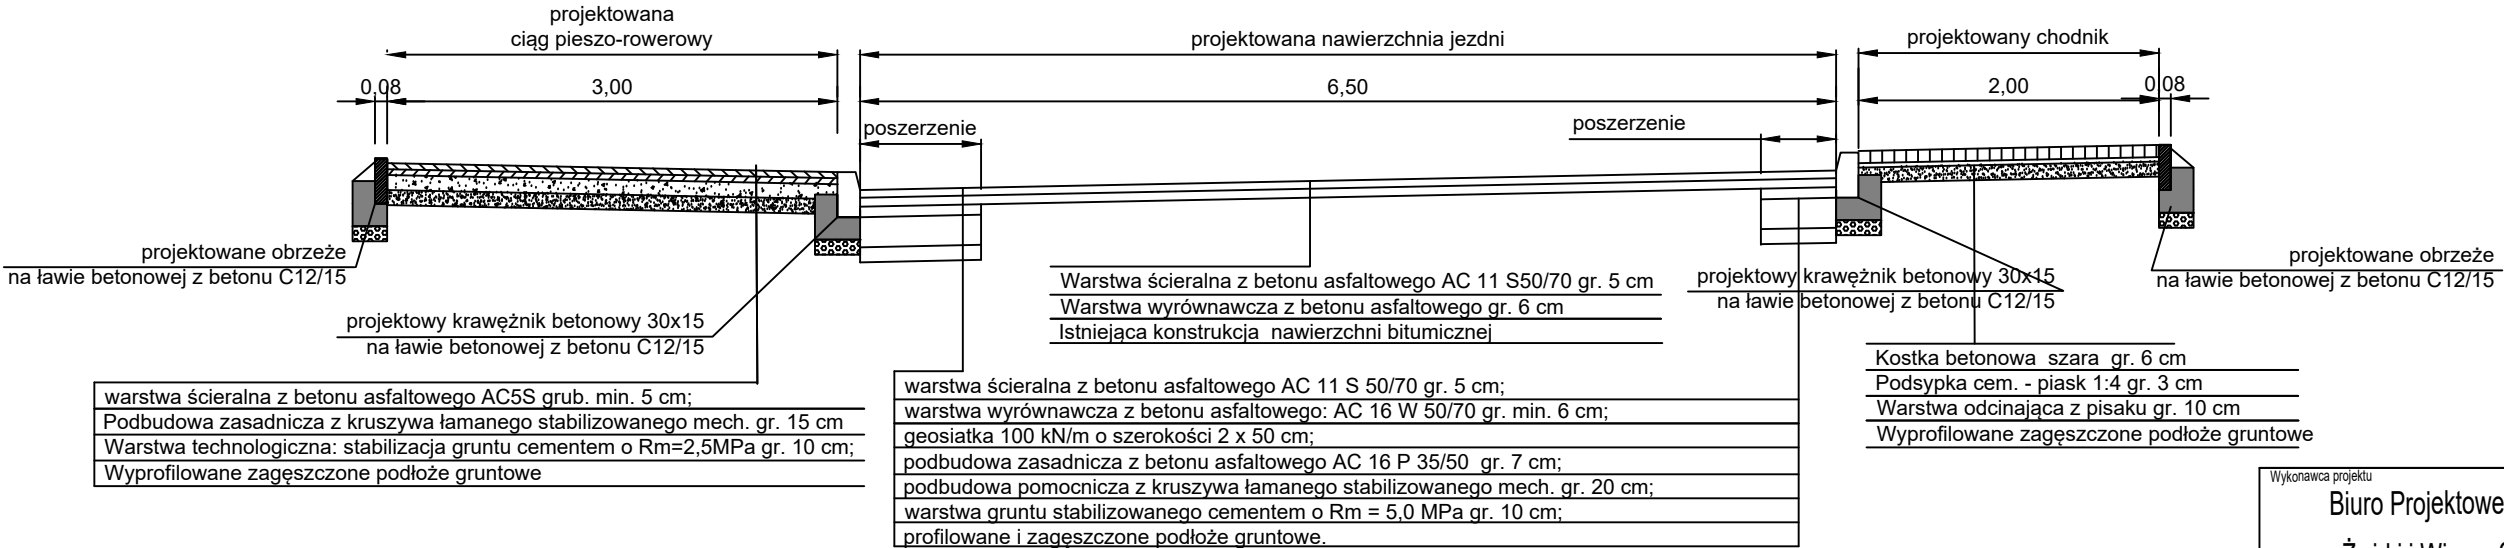 projektowana
ciąg pieszo-rowerowy
projektowana nawierzchnia jezdni
projektowany chodnik
0,08
3,00
6,50
2,00
0,08
poszerzenie
poszerzenie
projektowane obrzeże
na ławie betonowej z betonu C12/15
projektowy krawężnik betonowy 30x15
na ławie betonowej z betonu C12/15
Warstwa ścieralna z betonu asfaltowego AC 11 S50/70 gr. 5 cm
Warstwa wyrównawcza z betonu asfaltowego gr. 6 cm
Istniejąca konstrukcja nawierzchni bitumicznej
projektowy krawężnik betonowy 30x15
na ławie betonowej z betonu C12/15
projektowane obrzeże
na ławie betonowej z betonu C12/15
warstwa ścieralna z betonu asfaltowego AC5S grub. min. 5 cm;
Podbudowa zasadnicza z kruszywa łamanego stabilizowanego mech. gr. 15 cm
Warstwa technologiczna: stabilizacja gruntu cementem o Rm=2,5MPa gr. 10 cm;
Wyprofilowane zagęszczone podłoże gruntowe
warstwa ścieralna z betonu asfaltowego AC 11 S 50/70 gr. 5 cm;
warstwa wyrównawcza z betonu asfaltowego: AC 16 W 50/70 gr. min. 6 cm;
geosiatka 100 kN/m o szerokości 2 x 50 cm;
podbudowa zasadnicza z betonu asfaltowego AC 16 P 35/50 gr. 7 cm;
podbudowa pomocnicza z kruszywa łamanego stabilizowanego mech. gr. 20 cm;
warstwa gruntu stabilizowanego cementem o Rm = 5,0 MPa gr. 10 cm;
profilowane i zagęszczone podłoże gruntowe.
Kostka betonowa szara gr. 6 cm
Podsypka cem. - piask 1:4 gr. 3 cm
Warstwa odcinająca z pisaku gr. 10 cm
Wyprofilowane zagęszczone podłoże gruntowe
Wykonawca projektu
Biuro Projektowe